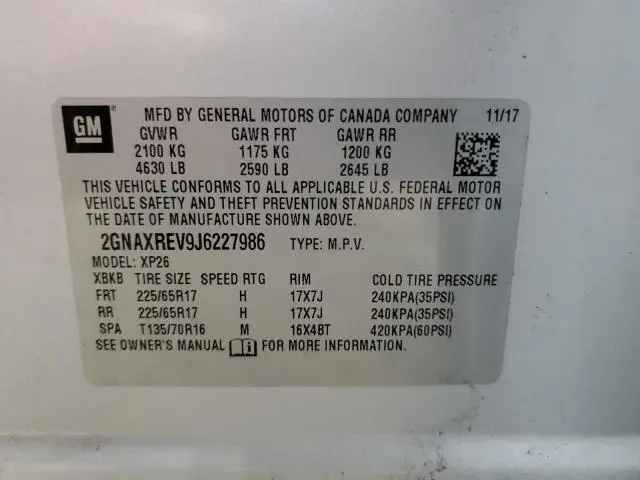 GM ® MFD BY GENERAL MOTORS OF CANADA COMPANY 11/17
GVWR GAWR FRT GAWR RR
2100 KG 1175 KG 1200 KG
4630 LB 2590 LB 2645 LB
THIS VEHICLE CONFORMS TO ALL APPLICABLE U.S. FEDERAL MOTOR
VEHICLE SAFETY AND THEFT PREVENTION STANDARDS IN EFFECT ON
THE DATE OF MANUFACTURE SHOWN ABOVE.
2GNAXREV9J6227986 TYPE: M.P.V.
MODEL: XP26
XBKB TIRE SIZE SPEED RTG RIM COLD TIRE PRESSURE
FRT 225/65R17 H 17X7J 240KPA(35PSI)
RR 225/65R17 H 17X7J 240KPA(35PSI)
SPA T135/70R16 M 16X4BT 420KPA(60PSI)
SEE OWNER'S MANUAL i FOR MORE INFORMATION.